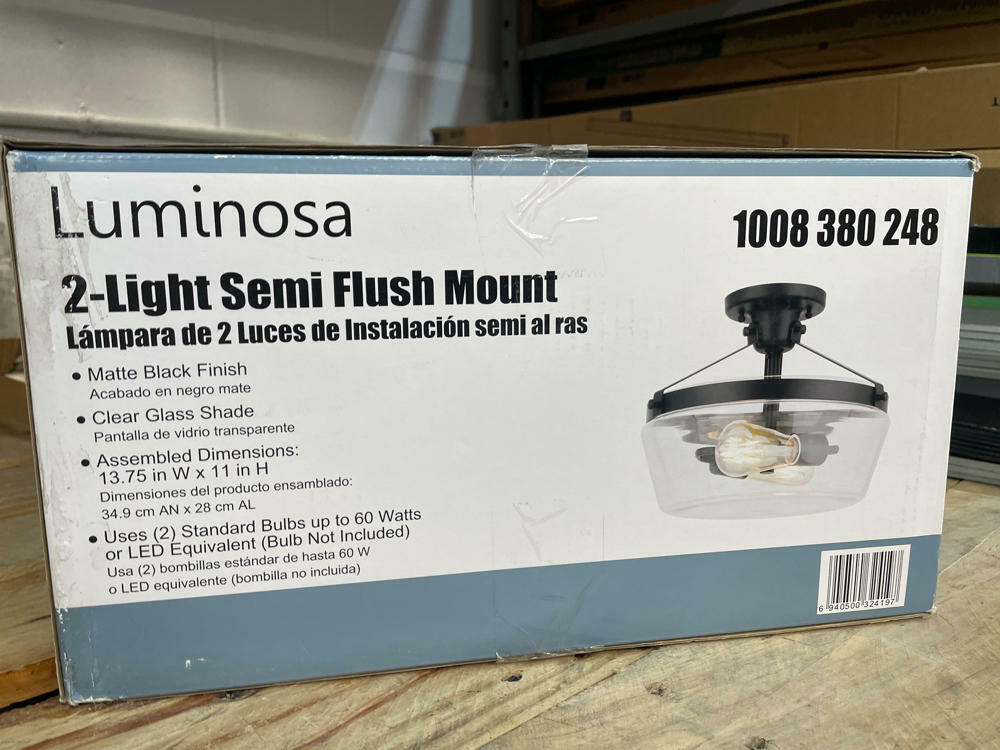 Luminosa
1008 380 248
2-Light Semi Flush Mount
Lámpara de 2 Luces de Instalación semi al ras
• Matte Black Finish
Acabado en negro mate
• Clear Glass Shade
Pantalla de vidrio transparente
• Assembled Dimensions:
13.75 in W x 11 in H
Dimensiones del producto ensamblado:
34.9 cm AN x 28 cm AL
• Uses (2) Standard Bulbs up to 60 Watts
or LED Equivalent (Bulb Not Included)
Usa (2) bombillas estándar de hasta 60 W
o LED equivalente (bombilla no incluida)
6 940500 324197